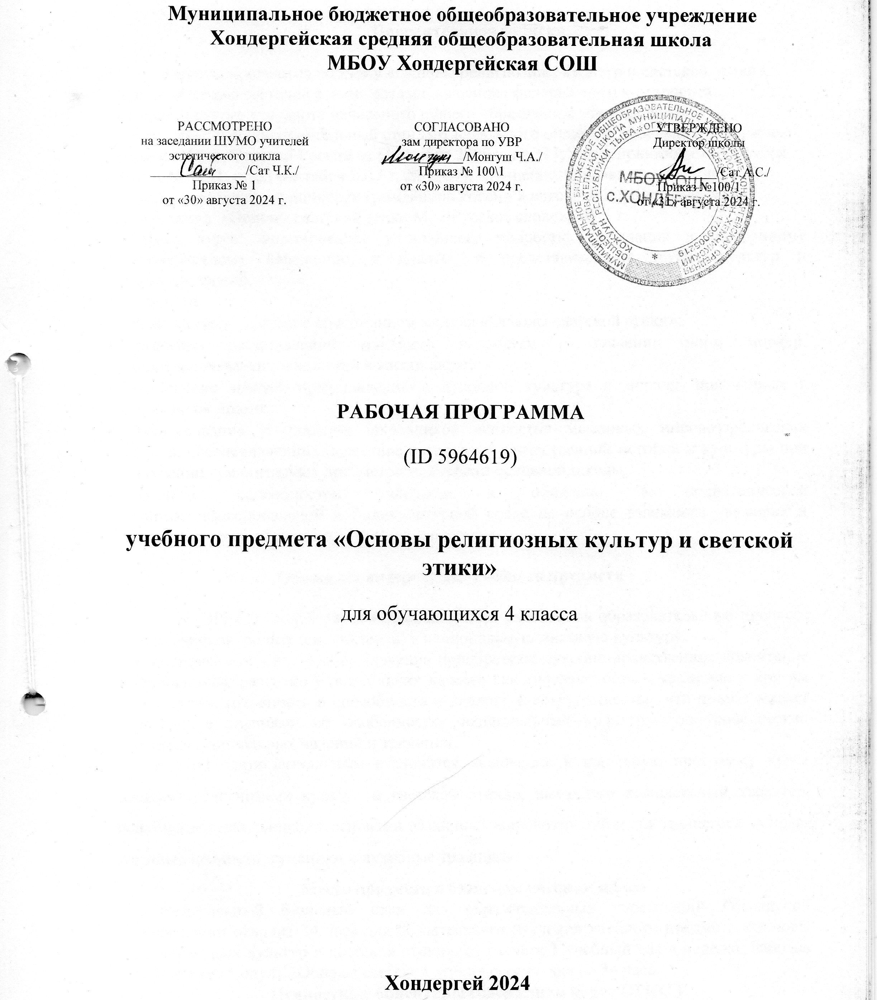 Муниципальное бюджетное общеобразовательное учреждение
Хондергейская средняя общеобразовательная школа
МБОУ Хондергейская СОШ
РАССМОТРЕНО
на заседании ШУМО учителей
эстетического цикла
/Сат Ч.К./
Приказ № 1
от «30» августа 2024 г.
СОГЛАСОВАНО
зам директора по УВР
/Монгуш Ч.А./
Приказ № 100\1
от «30» августа 2024 г.
УТВЕРЖДЕНО
Директор школы
/Сат А.С./
Приказ №100/1
от «31» августа 2024 г.
МБОУ СОШ
с.ХОНДЕРГЕЙ
РАБОЧАЯ ПРОГРАММА
(ID 5964619)
учебного предмета «Основы религиозных культур и светской
этики»
для обучающихся 4 класса
Хондергей 2024